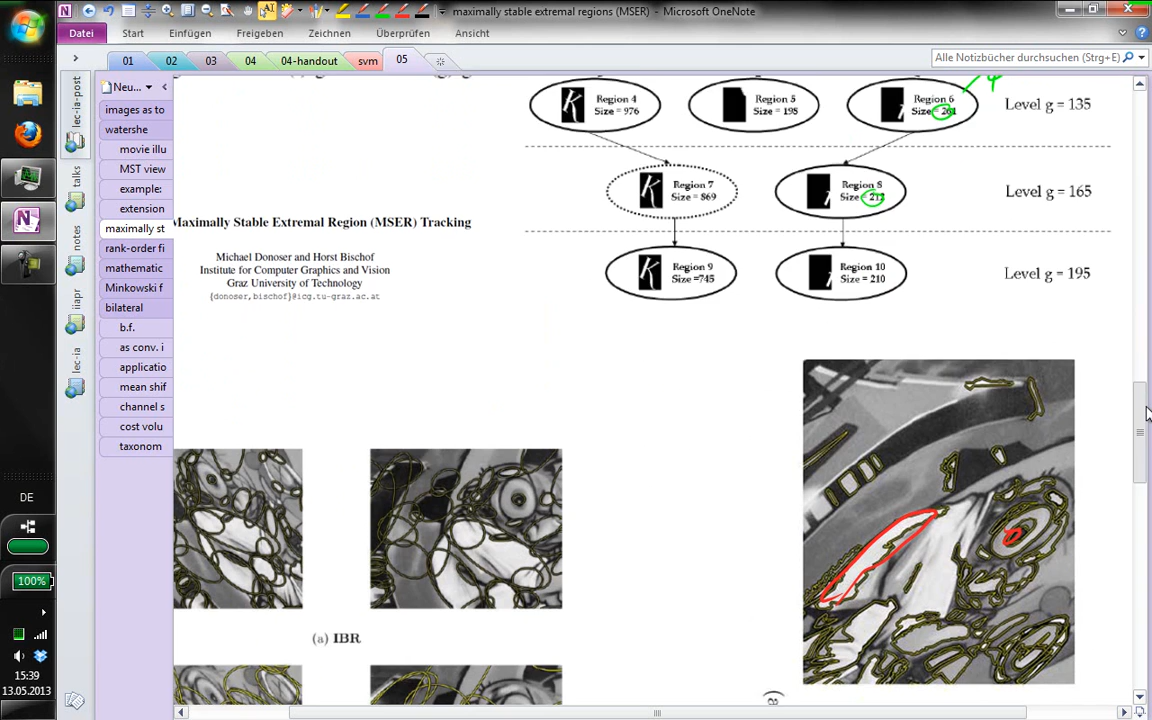 maximally stable extremal regions (MSER) - Microsoft OneNote
Datei Start Einfügen Freigeben Zeichnen Überprüfen Ansicht
01 02 03 04 04-handout svm 05
Alle Notizbücher durchsuchen (Strg+E)
lec-ia-post
talks
notes
iiapr
lec-ia
Neu...
images as to
watershe
movie illu
MST view
example:
extension
maximally st
rank-order fi
mathematic
Minkowski f
bilateral
b.f.
as conv. i
applicatio
mean shif
channel s
cost volu
taxonom
Region 4
Size = 976
Region 5
Size = 195
Region 6
Size = 261
Level g = 135
Region 7
Size = 869
Region 8
Size = 212
Level g = 165
Region 9
Size =745
Region 10
Size = 210
Level g = 195
Maximally Stable Extremal Region (MSER) Tracking
Michael Donoser and Horst Bischof
Institute for Computer Graphics and Vision
Graz University of Technology
{donoser,bischof}@icg.tu-graz.ac.at
(a) IBR
DE
100%
15:39
13.05.2013